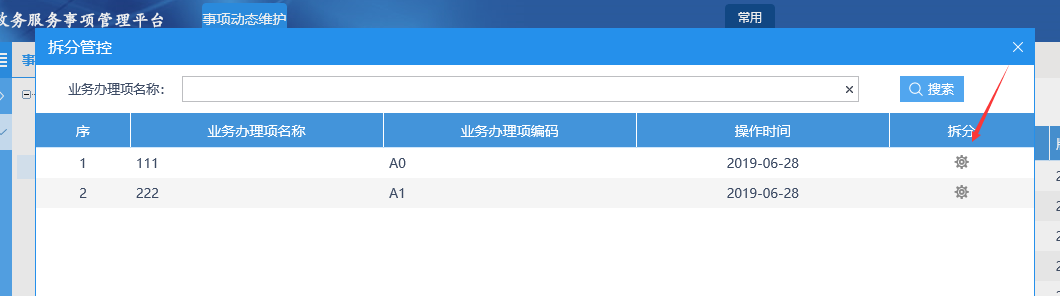 政务服务事项管理平台
事项动态维护
常用
拆分管控
业务办理项名称：
搜索
序 业务办理项名称 业务办理项编码 操作时间 拆分
1 111 A0 2019-06-28
2 222 A1 2019-06-28